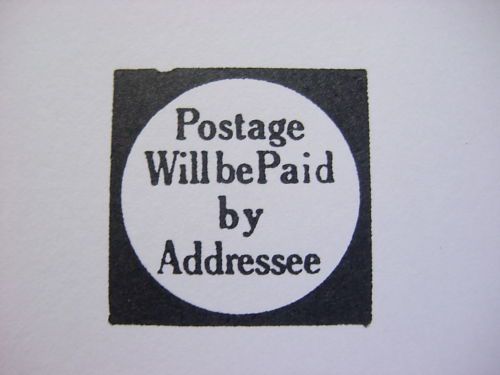 Postage
Will be Paid
by
Addressee